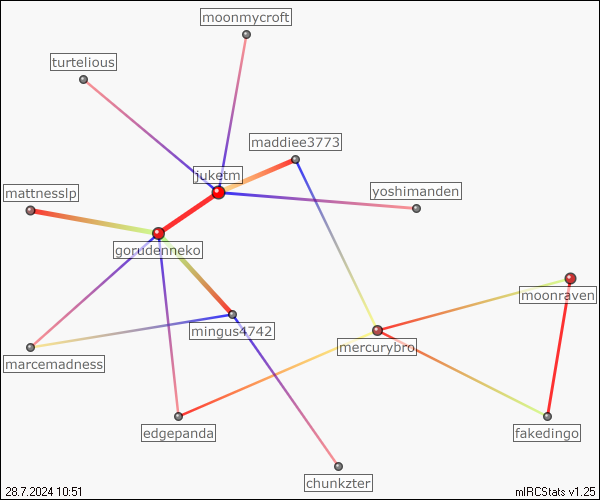 moonmycroft
turtelious
maddiee3773
juketm
yoshimanden
mattnesslp
gorudenneko
moonraven
mingus4742
mercurybro
marcemadness
edgepanda
fakedingo
chunkzter
28.7.2024 10:51
mIRCStats v1.25